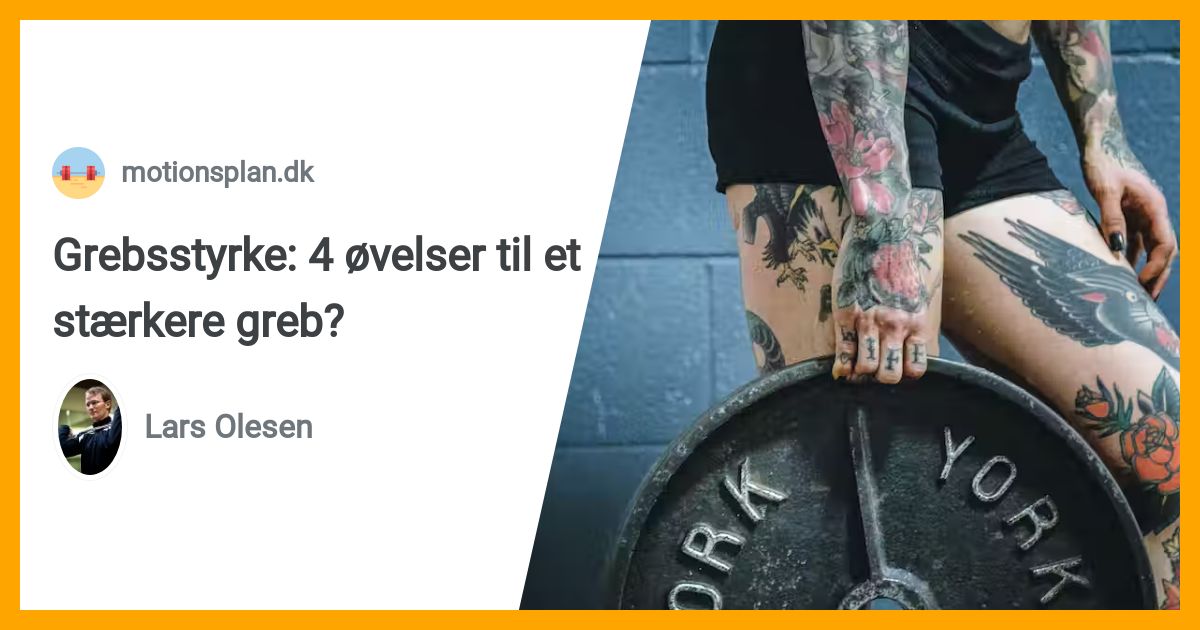 motionsplan.dk
Grebsstyrke: 4 øvelser til et
stærkere greb?
Lars Olesen
YORK
ORK